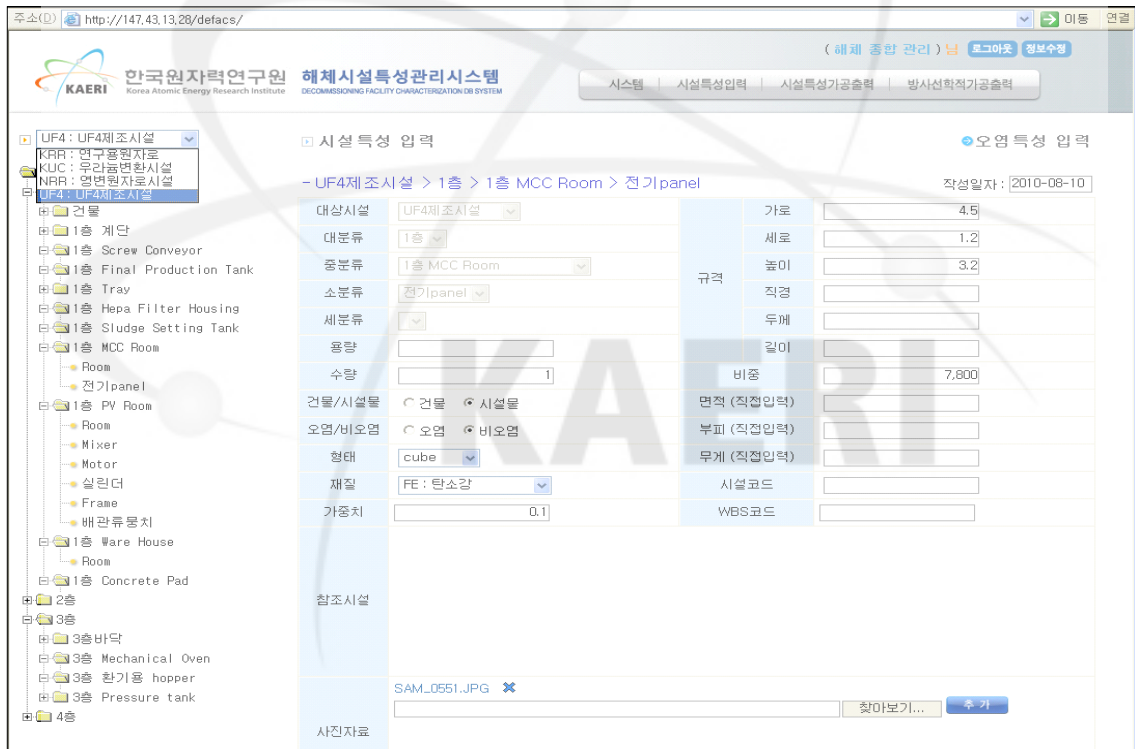 주소(D) http://147,43,13,28/defacs/ 이동 연결
( 해체 종합 관리 )님 로그아웃 정보수정
KAERI 한국원자력연구원 Korea Atomic Energy Research Institute
해체시설특성관리시스템
DECOMMISSIONING FACILITY CHARACTERIZATION DB SYSTEM
시스템 | 시설특성입력 | 시설특성가공출력 | 방사선학적가공출력
UF4 : UF4제조시설
KRR : 연구용원자로
KUC : 우라늄변환시설
NRR : 영변원자로시설
UF4 : UF4제조시설
건물
1층 계단
1층 Screw Conveyor
1층 Final Production Tank
1층 Tray
1층 Hepa Filter Housing
1층 Sludge Setting Tank
1층 MCC Room
Room
전기panel
1층 PV Room
Room
Mixer
Motor
실린더
Frame
배관류뭉치
1층 Ware House
Room
1층 Concrete Pad
2층
3층
3층바닥
3층 Mechanical Oven
3층 환기용 hopper
3층 Pressure tank
4층
시설특성 입력
오염특성 입력
- UF4제조시설 > 1층 > 1층 MCC Room > 전기panel
작성일자 : 2010-08-10
대상시설 UF4제조시설
대분류 1층
중분류 1층 MCC Room
소분류 전기panel
세분류
용량
수량 1
건물/시설물 건물 시설물
오염/비오염 오염 비오염
형태 cube
재질 FE : 탄소강
가중치 0.1
규격
가로 4.5
세로 1.2
높이 3.2
직경
두께
길이
비중 7,800
면적 (직접입력)
부피 (직접입력)
무게 (직접입력)
시설코드
WBS코드
참조시설
사진자료
SAM_0551.JPG
찾아보기... 추 가
KAERI